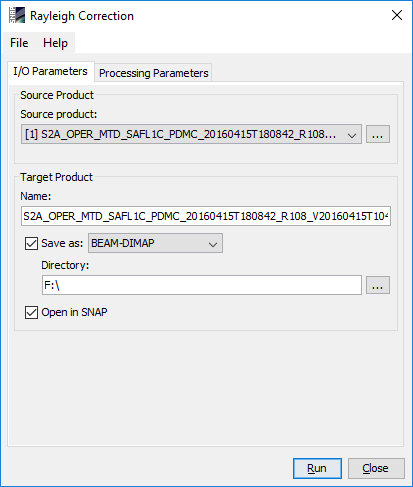 Rayleigh Correction
File Help
I/O Parameters Processing Parameters
Source Product
Source product:
[1] S2A_OPER_MTD_SAFL1C_PDMC_20160415T180842_R108... ...
Target Product
Name:
S2A_OPER_MTD_SAFL1C_PDMC_20160415T180842_R108_V20160415T104
Save as: BEAM-DIMAP
Directory:
F:\ ...
Open in SNAP
Run Close